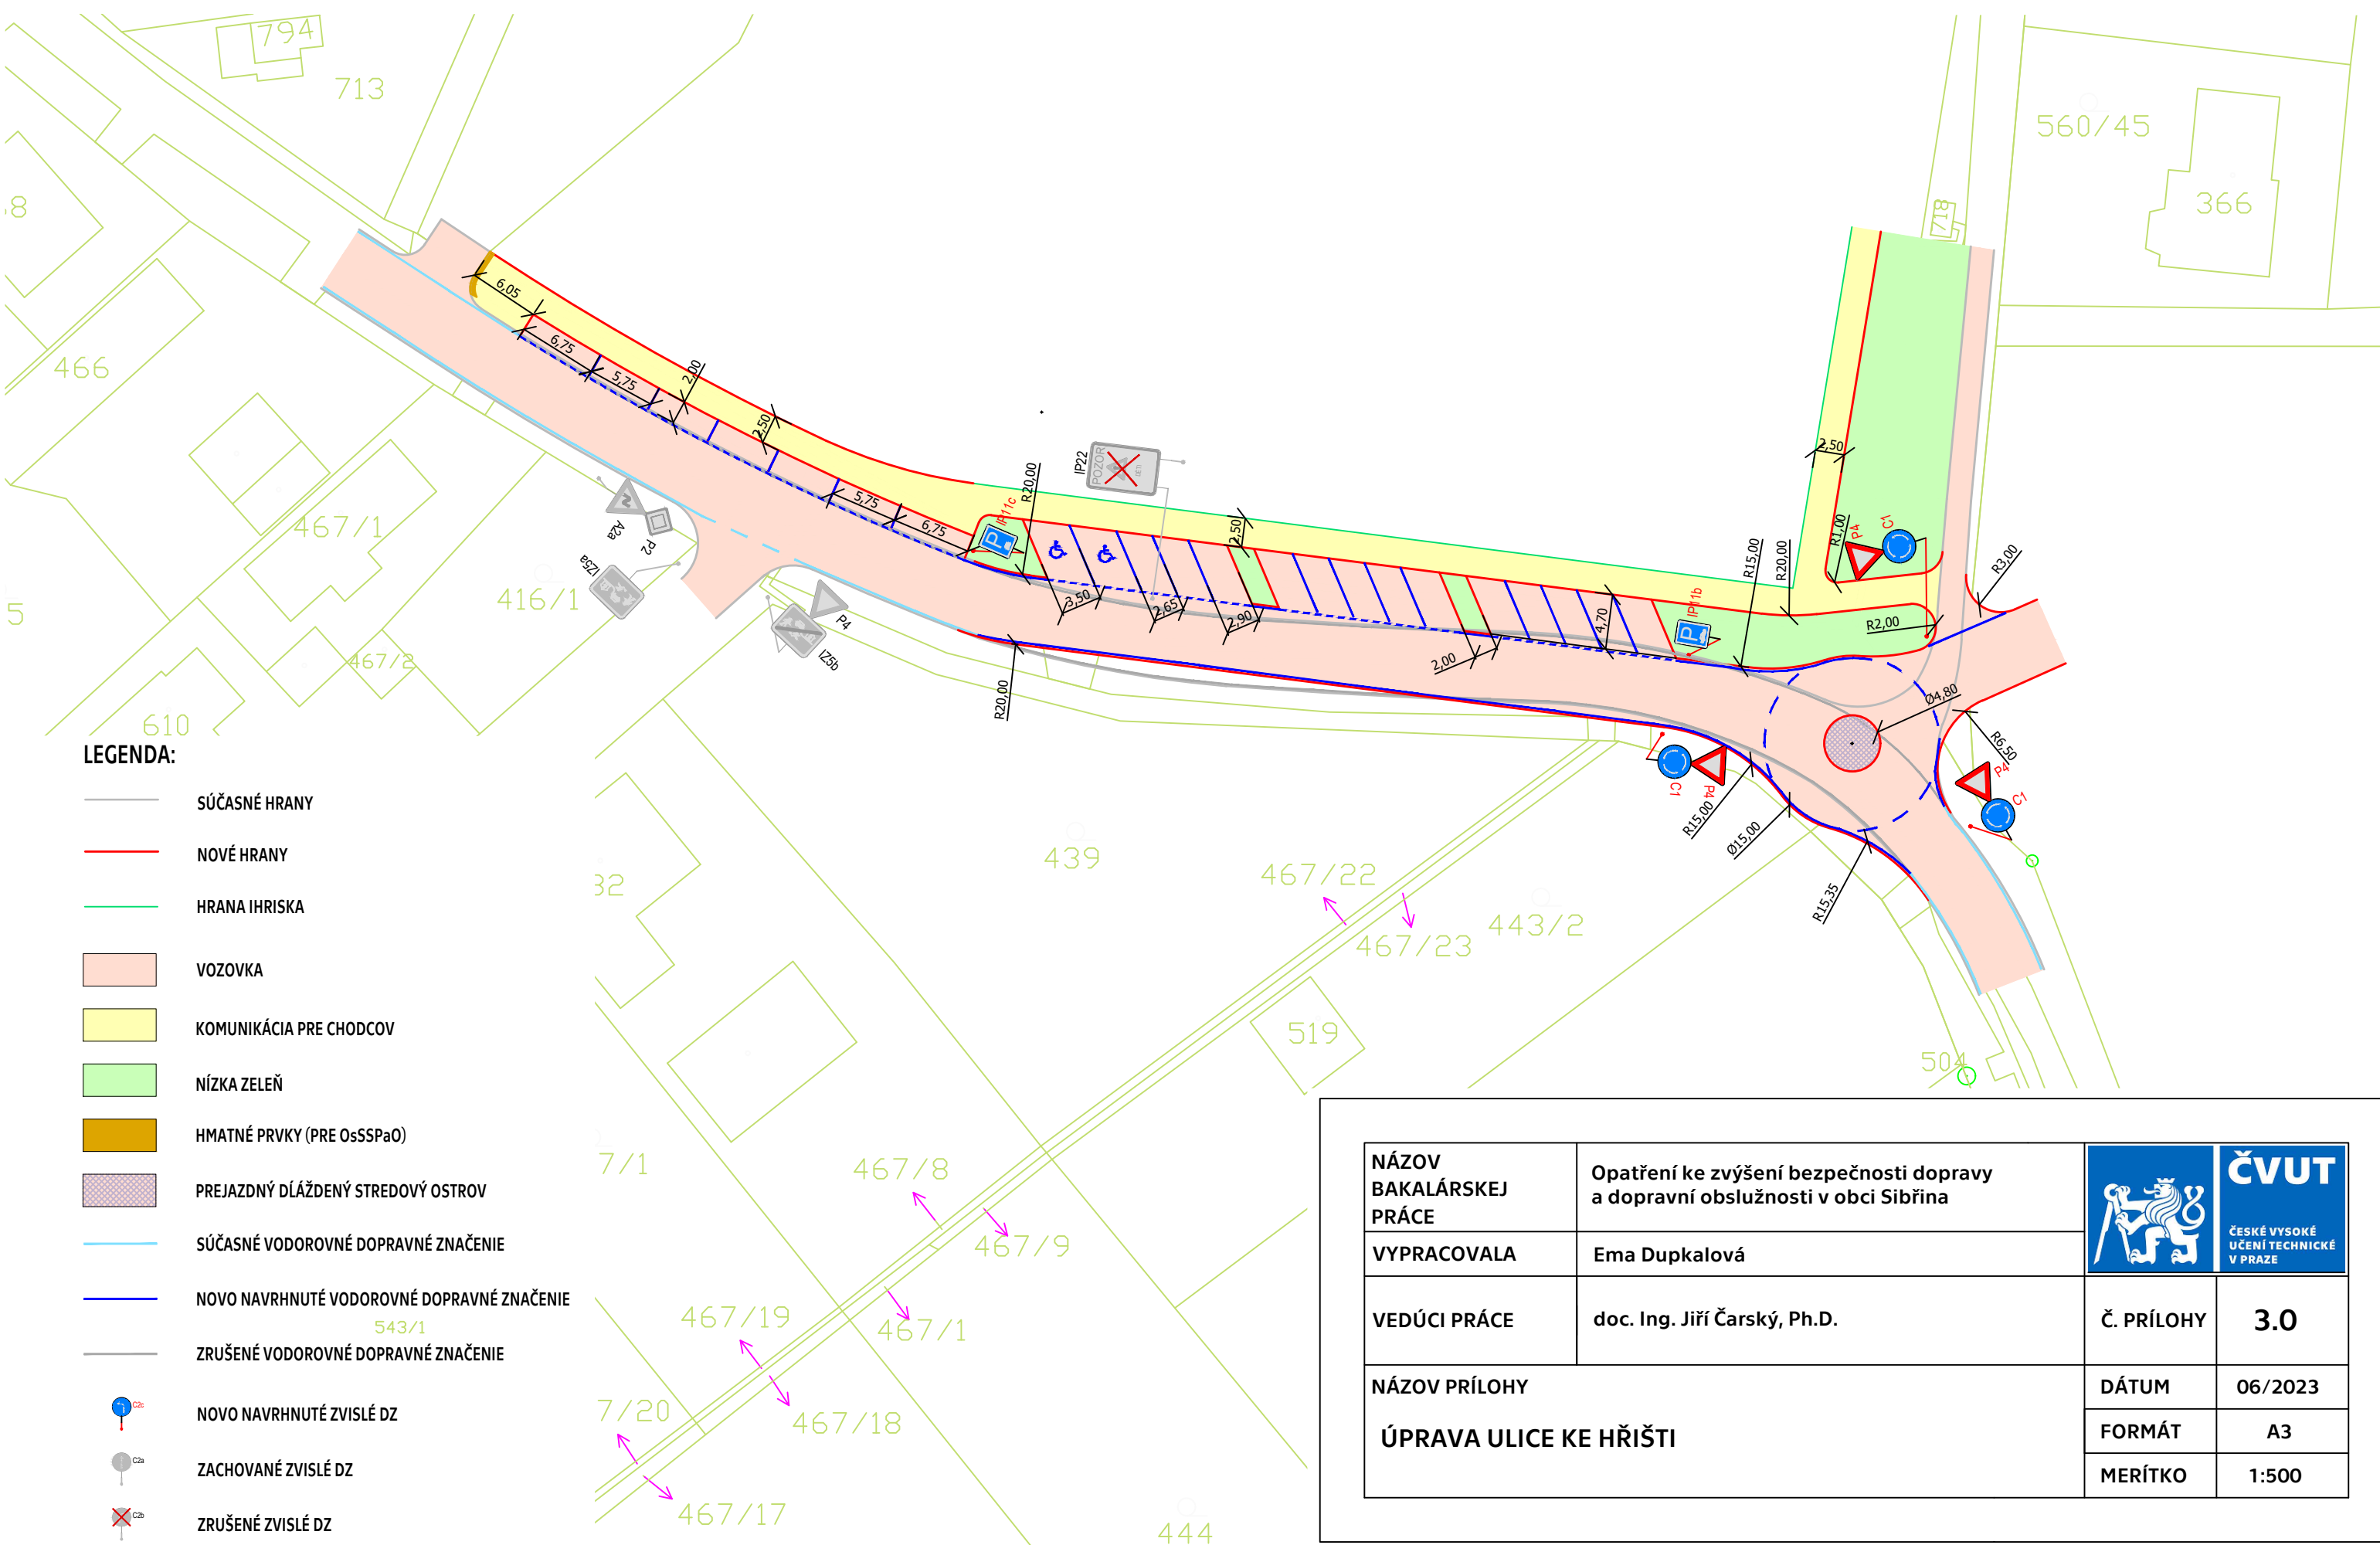 794
713
560/45
366
718
466
467/1
416/1
467/2
610
6,05
6,75
5,75
2,00
2,50
5,75
6,75
R20,00
IP11c
IP22
POZOR
2,50
3,50
2,65
2,90
2,00
4,70
IP11b
R15,00
R20,00
2,50
R1,00
P4
C1
R3,00
R2,00
Ø4,80
R6,50
P4
C1
R20,00
C1
P4
R15,00
Ø15,00
R15,35
A2a
P2
IZ5a
P4
IZ5b
439
467/22
467/23
443/2
519
504
467/8
467/9
467/19
467/1
467/18
467/17
444
543/1
LEGENDA:
SÚČASNÉ HRANY
NOVÉ HRANY
HRANA IHRISKA
VOZOVKA
KOMUNIKÁCIA PRE CHODCOV
NÍZKA ZELEŇ
HMATNÉ PRVKY (PRE OsSSPaO)
PREJAZDNÝ DĹÁŽDENÝ STREDOVÝ OSTROV
SÚČASNÉ VODOROVNÉ DOPRAVNÉ ZNAČENIE
NOVO NAVRHNUTÉ VODOROVNÉ DOPRAVNÉ ZNAČENIE
ZRUŠENÉ VODOROVNÉ DOPRAVNÉ ZNAČENIE
C2c
NOVO NAVRHNUTÉ ZVISLÉ DZ
C2a
ZACHOVANÉ ZVISLÉ DZ
C2b
ZRUŠENÉ ZVISLÉ DZ
NÁZOV
BAKALÁRSKEJ
PRÁCE
Opatření ke zvýšení bezpečnosti dopravy
a dopravní obslužnosti v obci Sibřina
VYPRACOVALA
Ema Dupkalová
VEDÚCI PRÁCE
doc. Ing. Jiří Čarský, Ph.D.
ČVUT
ČESKÉ VYSOKÉ
UČENÍ TECHNICKÉ
V PRAZE
Č. PRÍLOHY
3.0
NÁZOV PRÍLOHY
ÚPRAVA ULICE KE HŘIŠTI
DÁTUM
06/2023
FORMÁT
A3
MERÍTKO
1:500